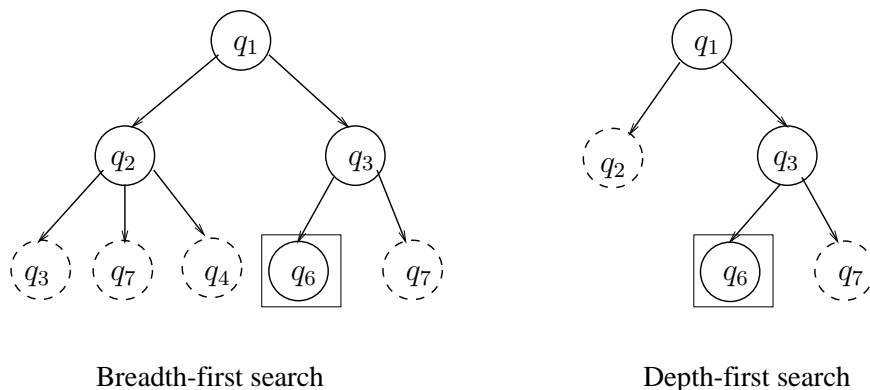 q₁ q₁
q₂ q₃ q₂ q₃
q₃ q₇ q₄ q₆ q₇ q₆ q₇
Breadth-first search Depth-first search